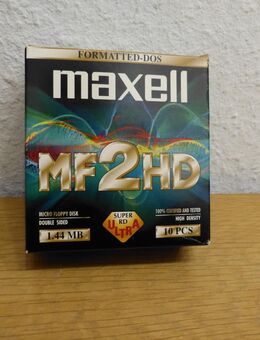 FORMATTED-DOS
maxell
MF2HD
MICRO FLOPPY DISK
DOUBLE SIDED
1.44 MB
SUPER
RD
ULTRA
100% CERTIFIED AND TESTED
HIGH DENSITY
10 PCS